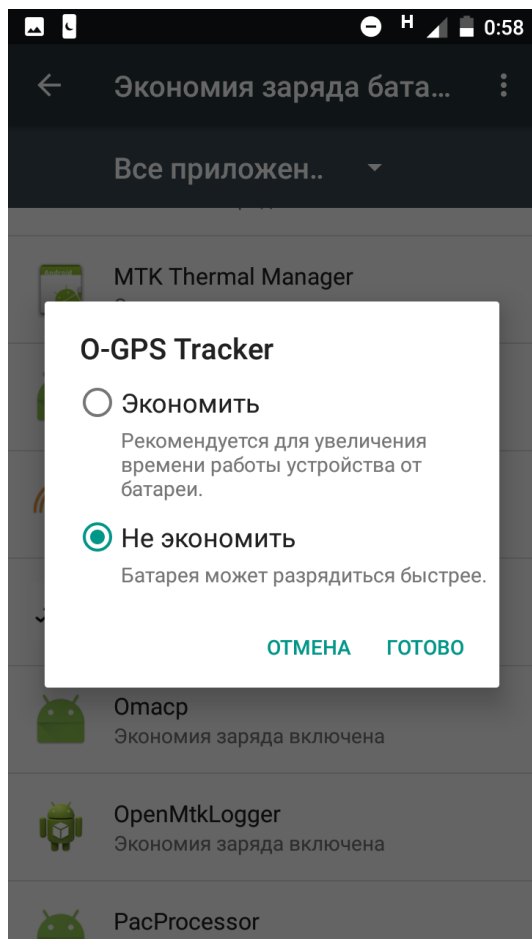 H 0:58
Экономия заряда бата...
Все приложен..
MTK Thermal Manager
O-GPS Tracker
Экономить
Рекомендуется для увеличения
времени работы устройства от
батареи.
Не экономить
Батарея может разрядиться быстрее.
ОТМЕНА ГОТОВО
Omacp
Экономия заряда включена
OpenMtkLogger
Экономия заряда включена
PacProcessor